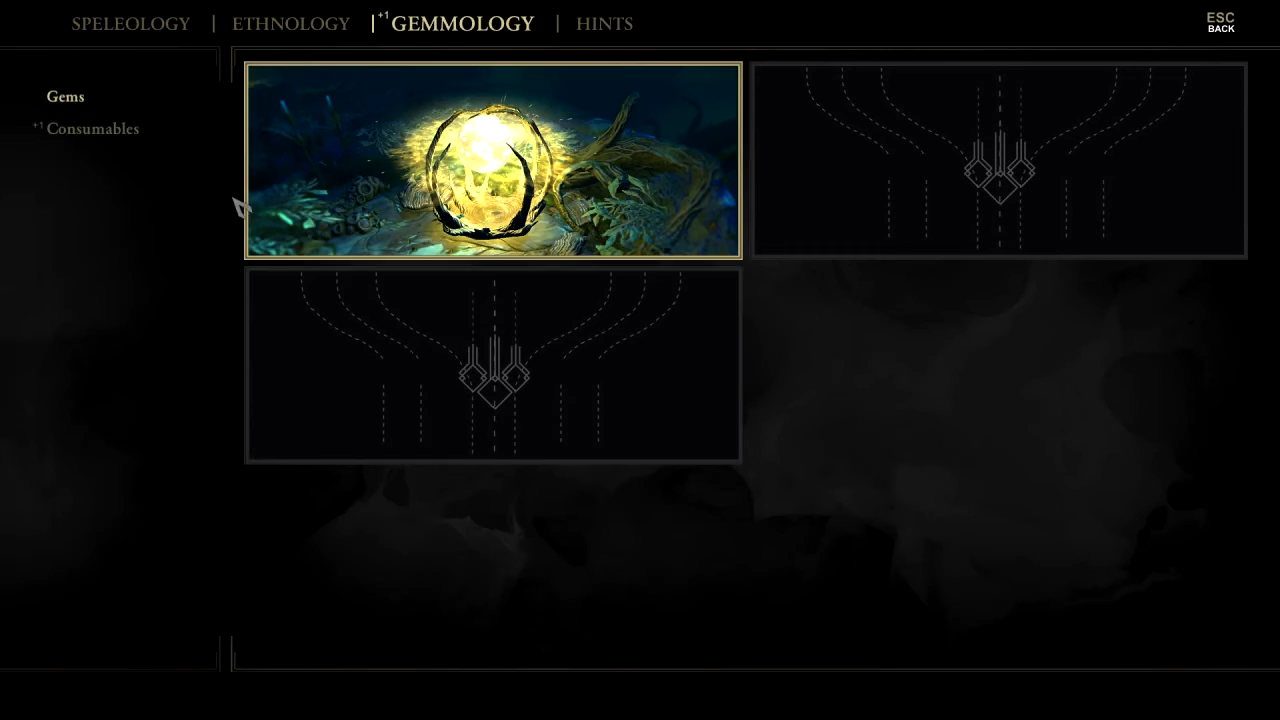 SPELEOLOGY | ETHNOLOGY | +1 GEMMOLOGY | HINTS
ESC
BACK
Gems
+1 Consumables